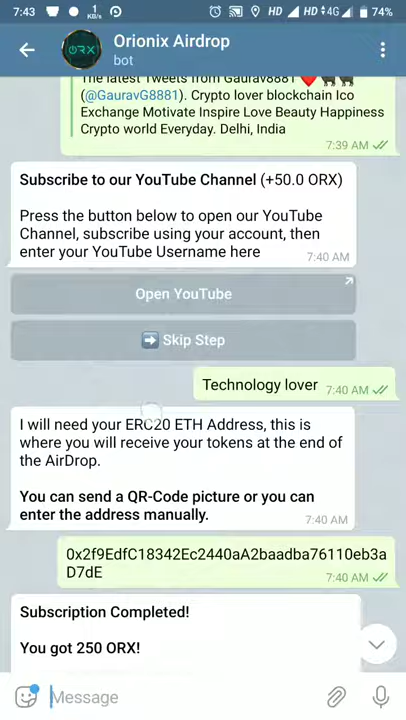 7:43
1
KB/s
HD
HD
4G
74%
ORX
Orionix Airdrop
bot
The latest Tweets from Gaurav8881
(@GauravG8881). Crypto lover blockchain Ico
Exchange Motivate Inspire Love Beauty Happiness
Crypto world Everyday. Delhi, India
7:39 AM
Subscribe to our YouTube Channel (+50.0 ORX)
Press the button below to open our YouTube
Channel, subscribe using your account, then
enter your YouTube Username here
7:40 AM
Open YouTube
Skip Step
Technology lover
7:40 AM
I will need your ERC20 ETH Address, this is
where you will receive your tokens at the end of
the AirDrop.
You can send a QR-Code picture or you can
enter the address manually.
7:40 AM
0x2f9EdfC18342Ec2440aA2baadba76110eb3a
D7dE
7:40 AM
Subscription Completed!
You got 250 ORX!
Message